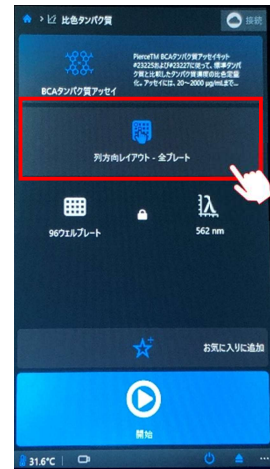 比色タンパク質
接続
BCAタンパク質アッセイ
PierceTM BCAタンパク質アッセイキット
#23225および#23227に従って、標準タンパ
ク質と比較したタンパク質濃度の比色定量
化。アッセイには、20~2000 μg/mLまで...
列方向レイアウト - 全プレート
96ウェルプレート
562 nm
お気に入りに追加
開始
31.6°C